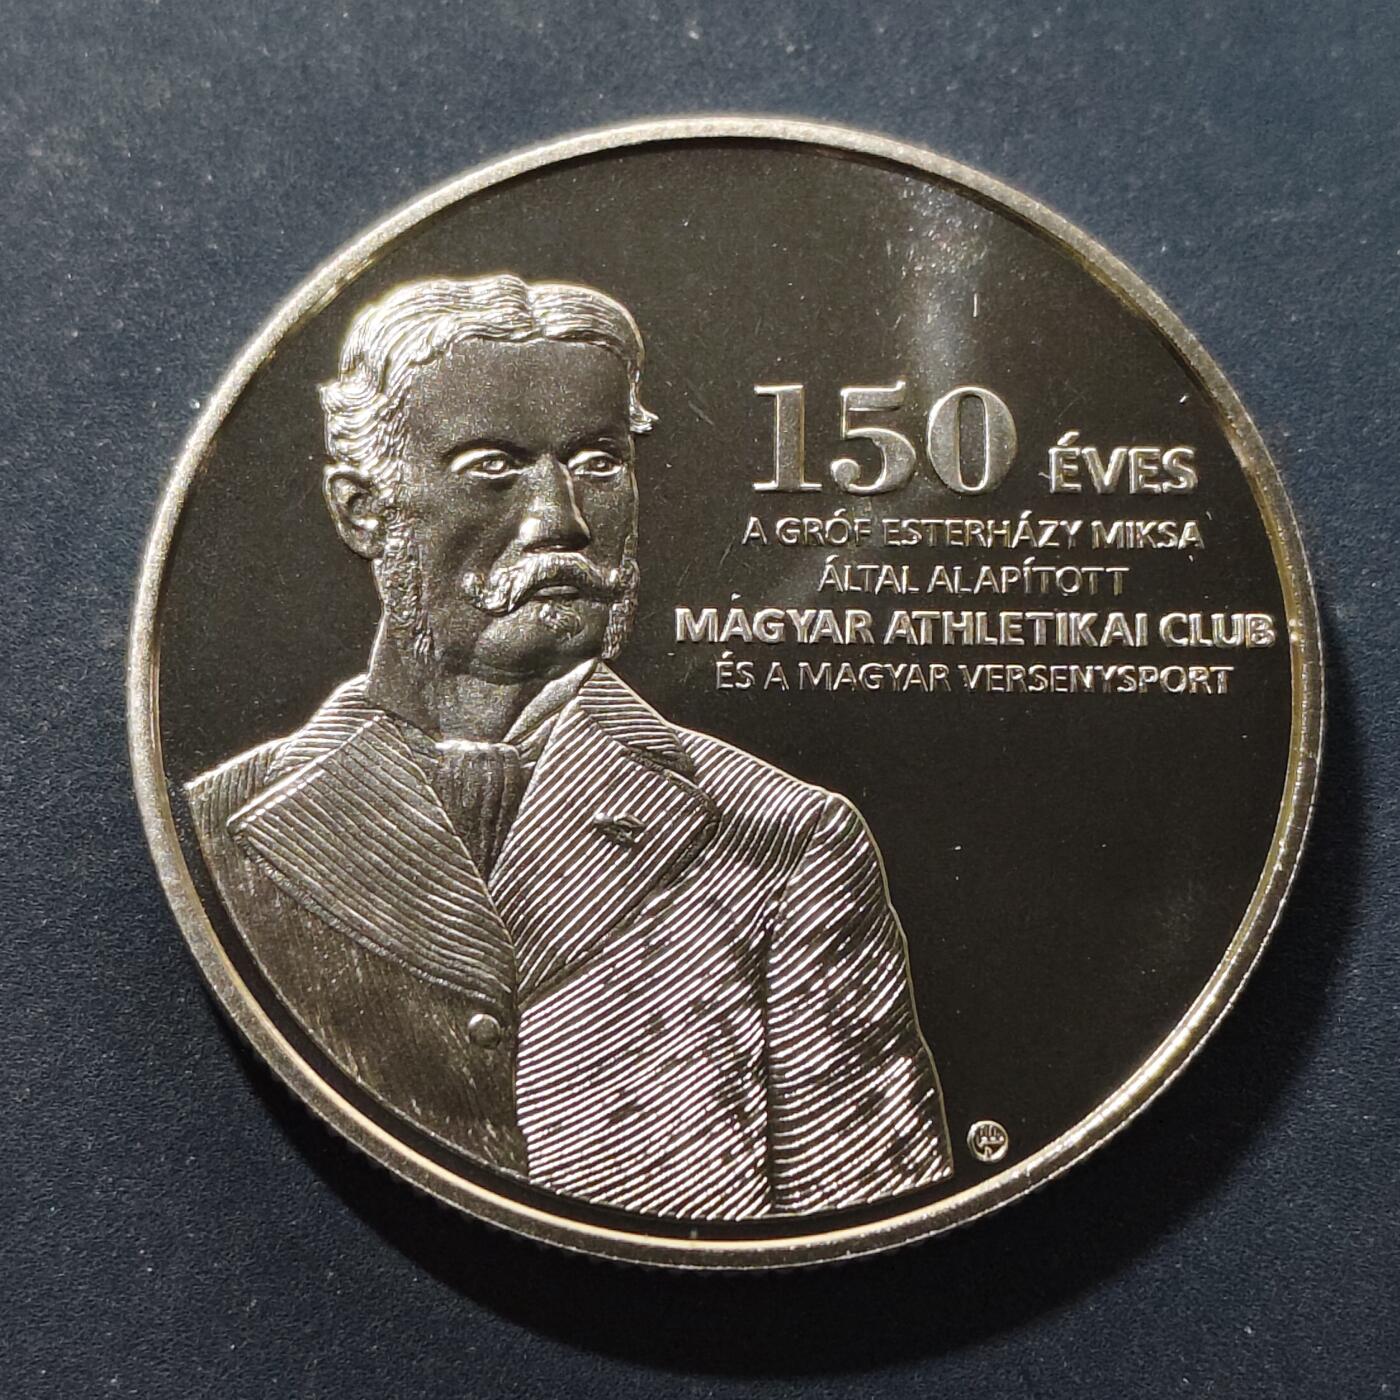 150 ÉVES
A GRÓF ESTERHÁZY MIKSA
ÁLTAL ALAPÍTOTT
MAGYAR ATHLETIKAI CLUB
ÉS A MAGYAR VERSENYSPORT